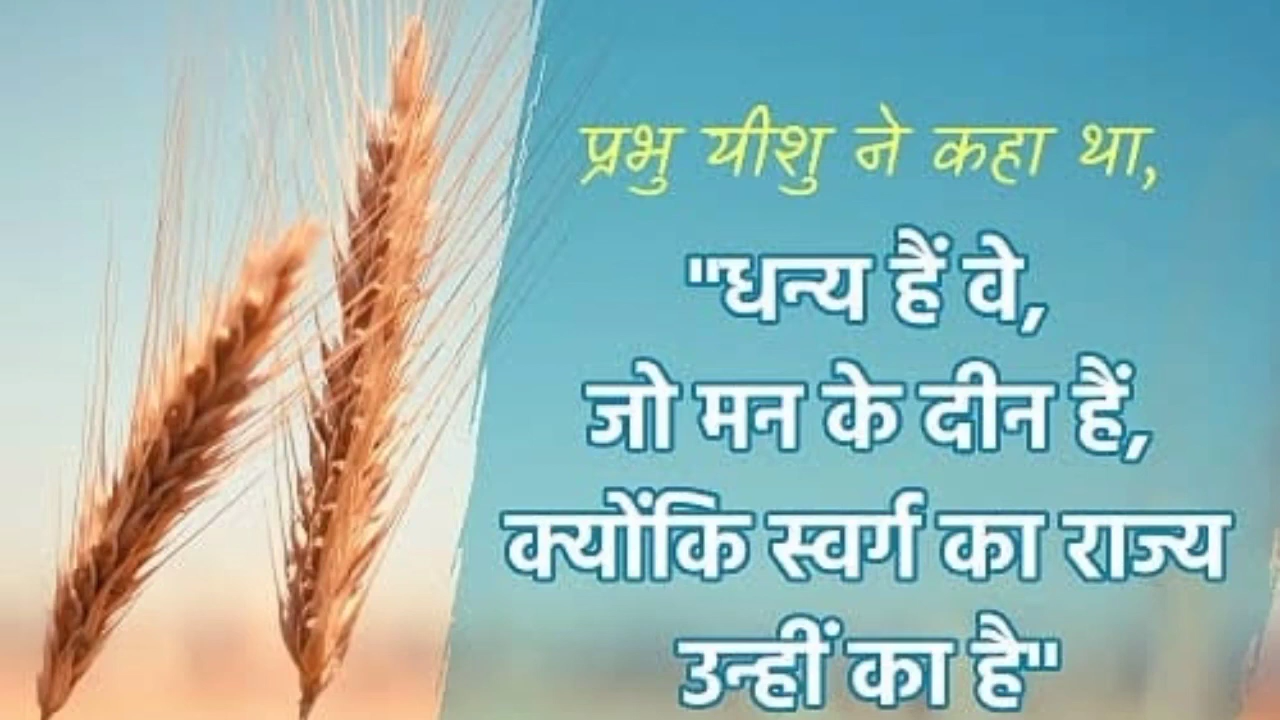 प्रभु यीशु ने कहा था,
"धन्य हैं वे,
जो मन के दीन हैं,
क्योंकि स्वर्ग का राज्य
उन्हीं का है"